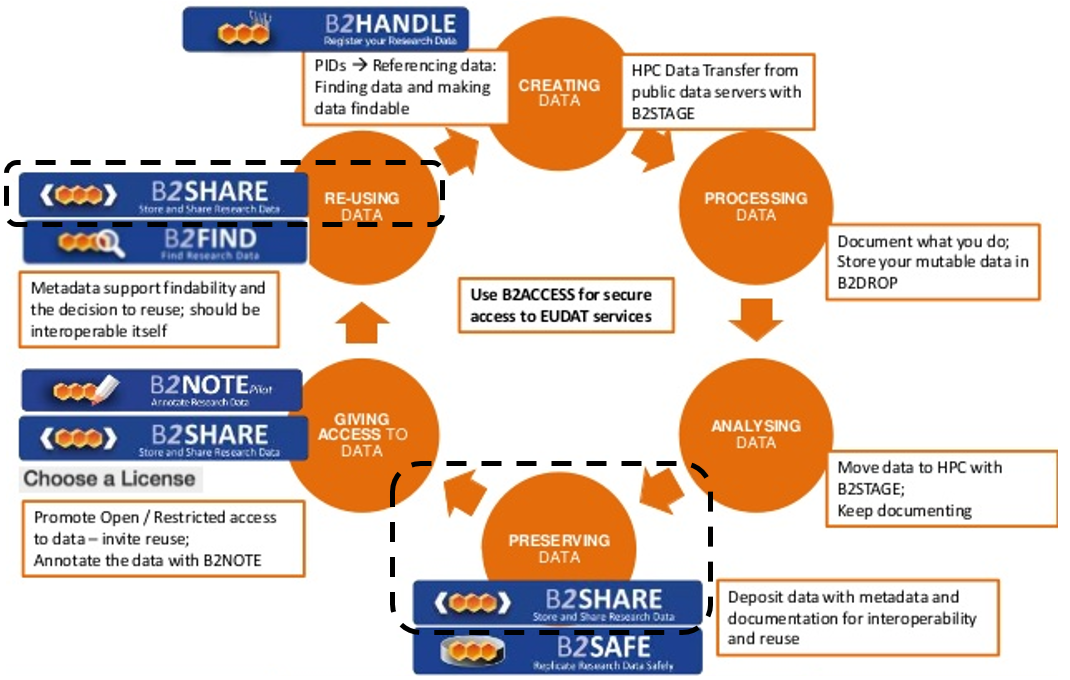 B2HANDLE
Register your Research Data
PIDs → Referencing data:
Finding data and making
data findable
CREATING
DATA
HPC Data Transfer from
public data servers with
B2STAGE
PROCESSING
DATA
Document what you do;
Store your mutable data in
B2DROP
ANALYSING
DATA
Move data to HPC with
B2STAGE;
Keep documenting
PRESERVING
DATA
B2SHARE
Store and Share Research Data
B2SAFE
Replicate Research Data Safely
Deposit data with metadata and
documentation for interoperability
and reuse
GIVING
ACCESS TO
DATA
B2NOTE Pilot
Annotate Research Data
B2SHARE
Store and Share Research Data
Choose a License
Promote Open / Restricted access
to data – invite reuse;
Annotate the data with B2NOTE
RE-USING
DATA
B2SHARE
Store and Share Research Data
B2FIND
Find Research Data
Metadata support findability and
the decision to reuse; should be
interoperable itself
Use B2ACCESS for secure
access to EUDAT services